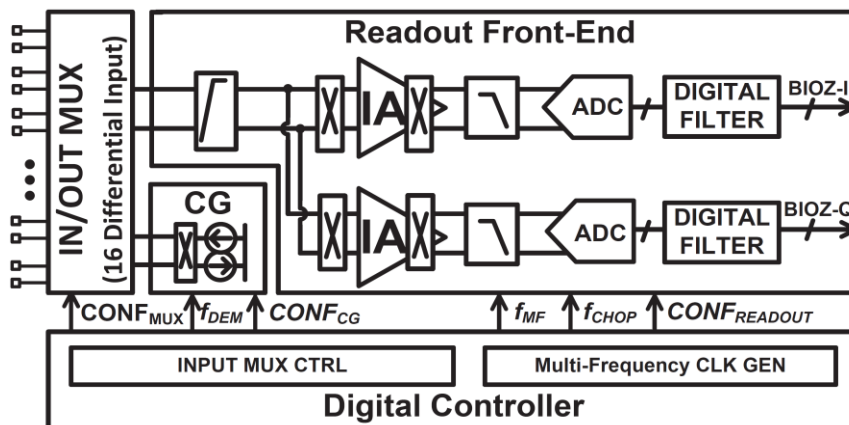 Readout Front-End
IN/OUT MUX
(16 Differential Input)
IA
ADC
DIGITAL
FILTER
BIOZ-I
CG
IA
ADC
DIGITAL
FILTER
BIOZ-Q
CONFMUX
fDEM
CONFCG
fMF
fCHOP
CONFREADOUT
INPUT MUX CTRL
Multi-Frequency CLK GEN
Digital Controller